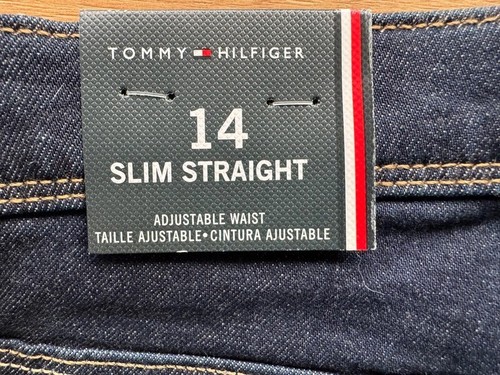 TOMMY HILFIGER
14
SLIM STRAIGHT
ADJUSTABLE WAIST
TAILLE AJUSTABLE•CINTURA AJUSTABLE